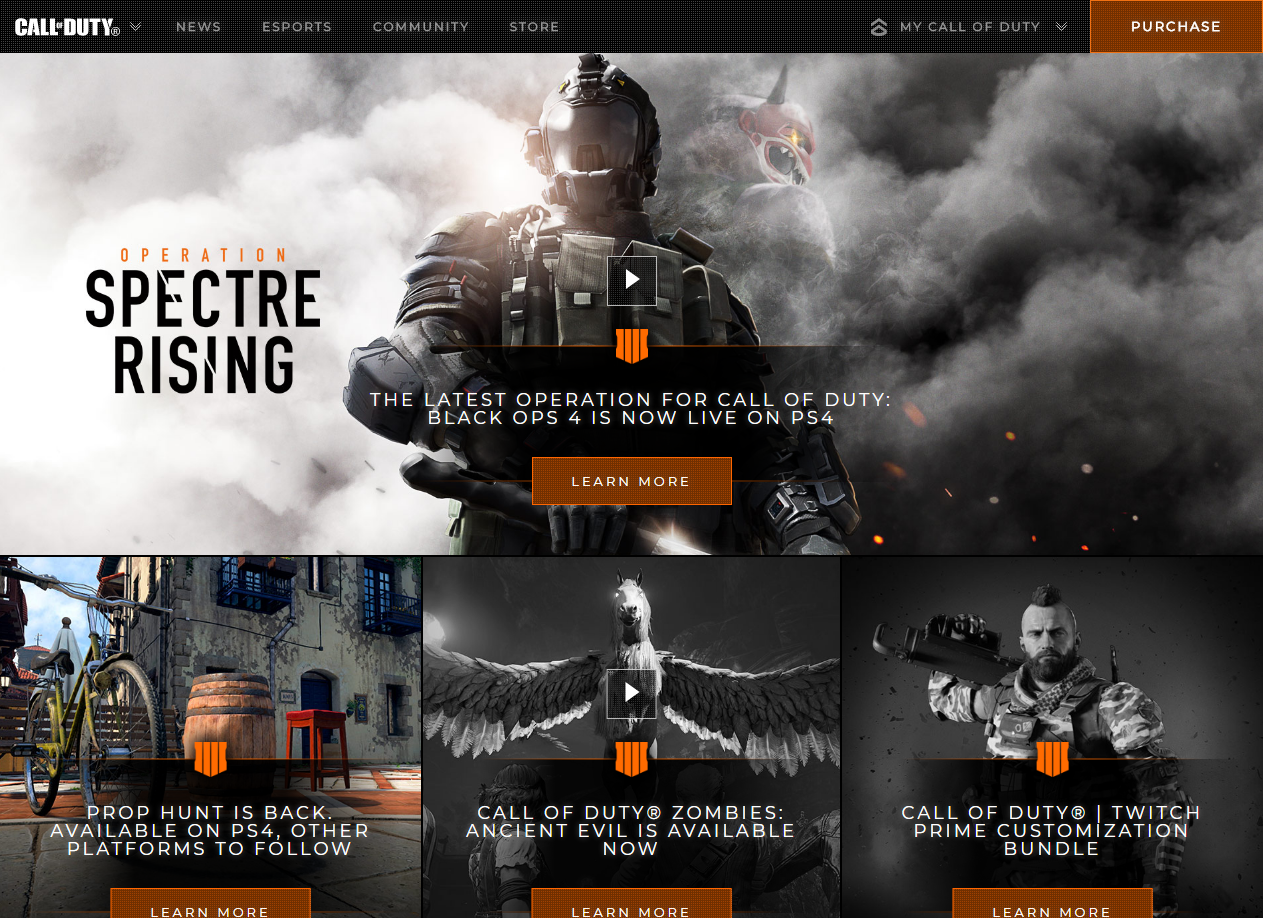 CALL OF DUTY®
NEWS
ESPORTS
COMMUNITY
STORE
MY CALL OF DUTY
PURCHASE
OPERATION
SPECTRE
RISING
THE LATEST OPERATION FOR CALL OF DUTY:
BLACK OPS 4 IS NOW LIVE ON PS4
LEARN MORE
PROP HUNT IS BACK.
AVAILABLE ON PS4, OTHER
PLATFORMS TO FOLLOW
LEARN MORE
CALL OF DUTY® ZOMBIES:
ANCIENT EVIL IS AVAILABLE
NOW
LEARN MORE
CALL OF DUTY® | TWITCH
PRIME CUSTOMIZATION
BUNDLE
LEARN MORE